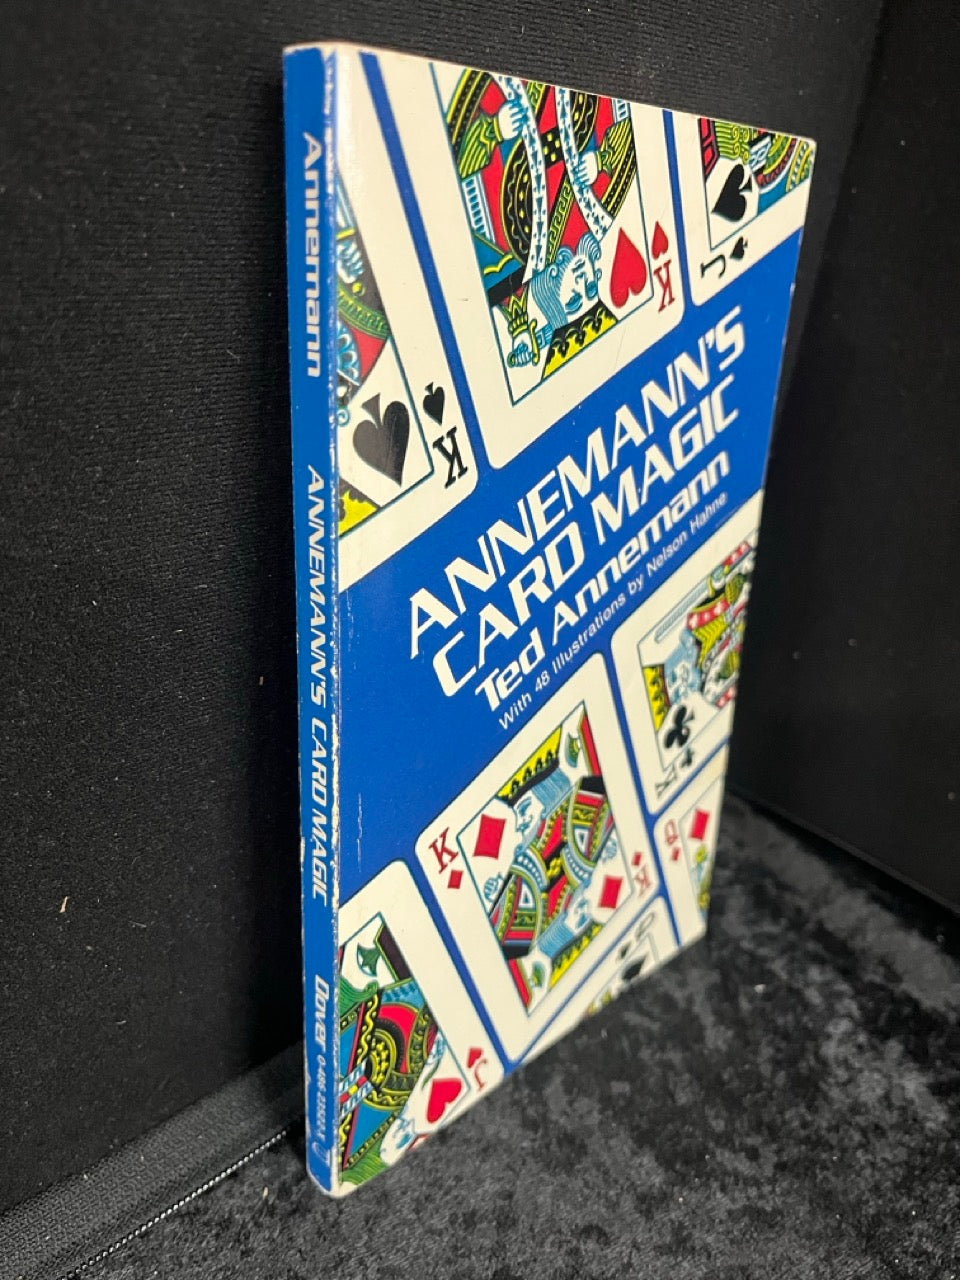 Annemann
ANNEMANN'S CARD MAGIC
Dover
ANNEMANN'S
CARD MAGIC
Ted Annemann
With 48 Illustrations by Nelson Hahne
K
K
J
K
K
K
K
Q
J